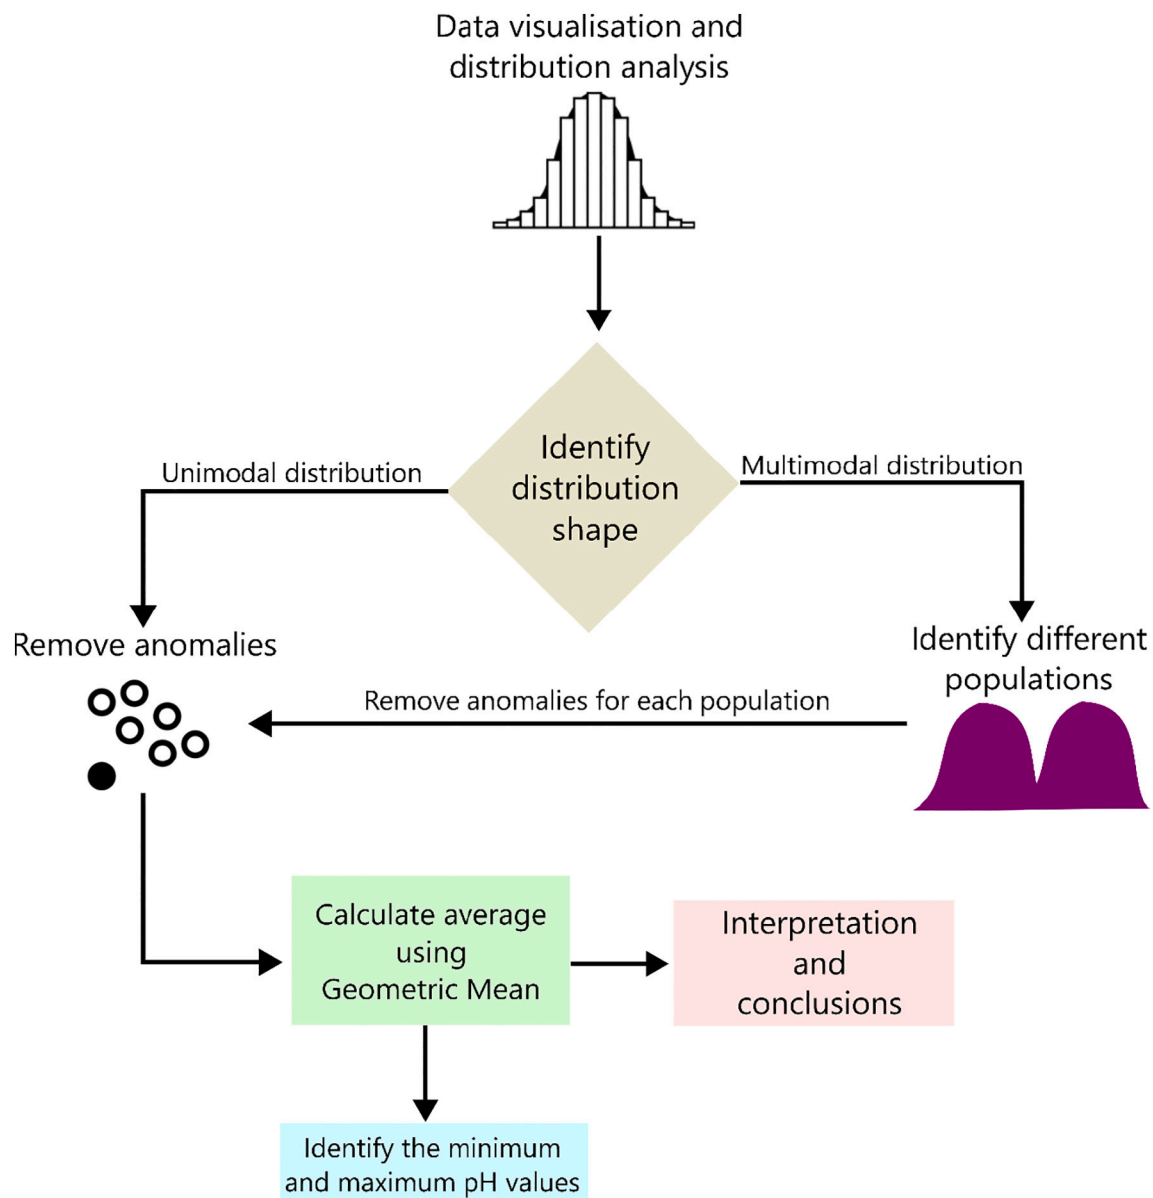 Data visualisation and
distribution analysis
Identify
distribution
shape
Unimodal distribution
Multimodal distribution
Remove anomalies
Identify different
populations
Remove anomalies for each population
Calculate average
using
Geometric Mean
Interpretation
and
conclusions
Identify the minimum
and maximum pH values